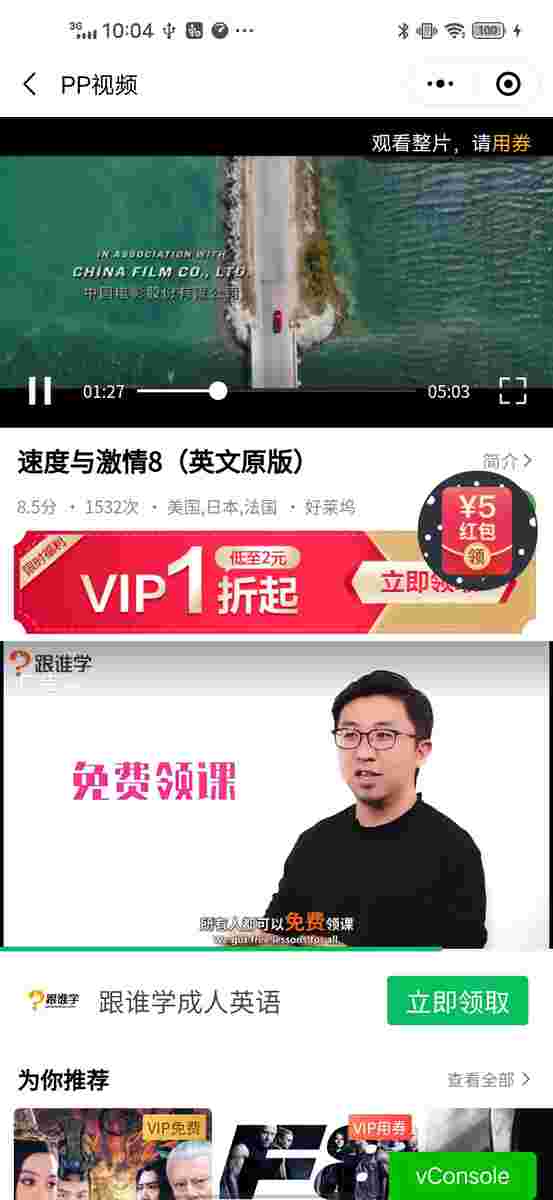 3G 10:04 100
PP视频
观看整片，请用券
IN ASSOCIATION WITH
CHINA FILM CO., LTD.
中国电影股份有限公司
01:27
05:03
速度与激情8（英文原版）
简介
8.5分 · 1532次 · 美国,日本,法国 · 好莱坞
¥5
红包
领
限时福利
VIP1折起
低至2元
立即领取
跟谁学
免费领课
所有人都可以免费领课
We got free lessons for all.
跟谁学
跟谁学成人英语
立即领取
为你推荐
查看全部
VIP免费
VIP用券
F8
vConsole